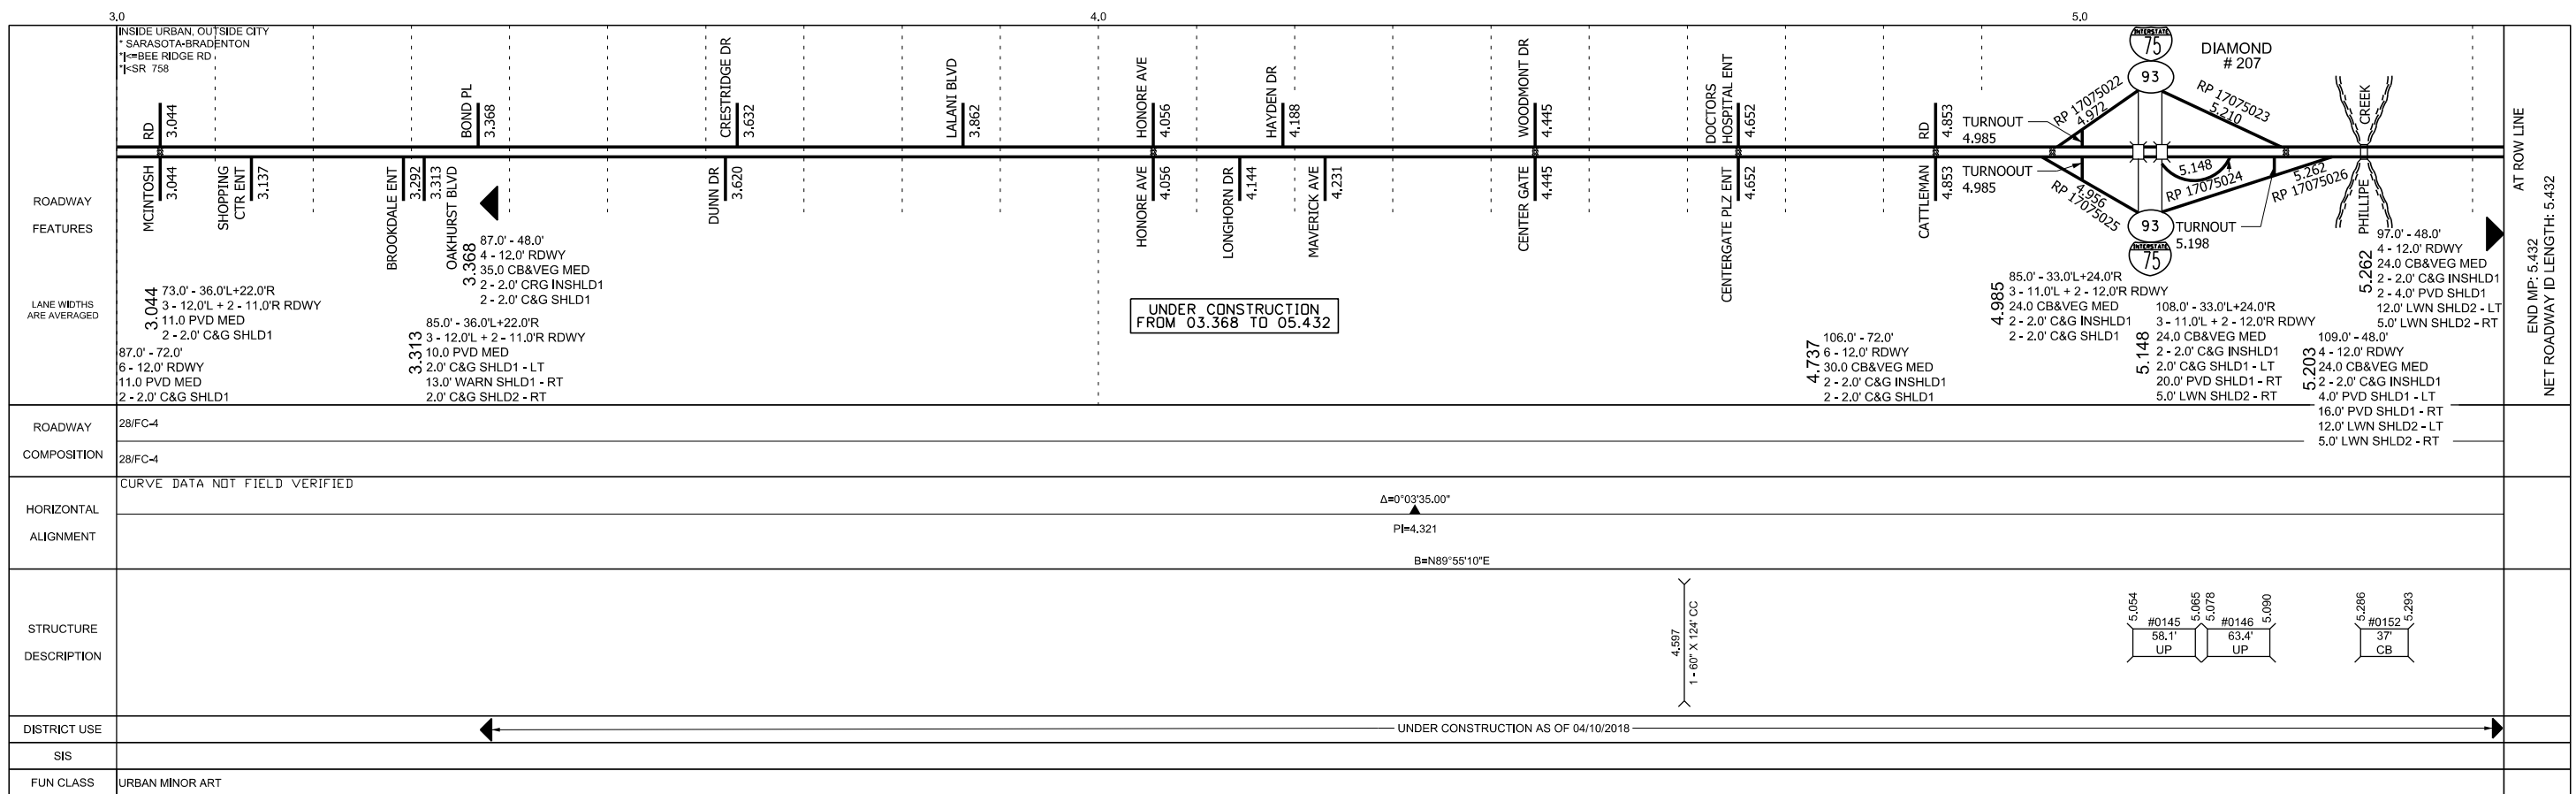 3.0
4.0
5.0
INSIDE URBAN, OUTSIDE CITY
* SARASOTA-BRADENTON
*|<=BEE RIDGE RD
*|<SR 758
ROADWAY
FEATURES
LANE WIDTHS
ARE AVERAGED
RD
3.044
BOND PL
3.368
CRESTRIDGE DR
3.632
LALANI BLVD
3.862
HONORE AVE
4.056
HAYDEN DR
4.188
WOODMONT DR
4.445
DOCTORS
HOSPITAL ENT
4.652
RD
4.853
MCINTOSH
3.044
SHOPPING
CTR ENT
3.137
BROOKDALE ENT
3.292
3.313
OAKHURST BLVD
DUNN DR
3.620
HONORE AVE
4.056
LONGHORN DR
4.144
MAVERICK AVE
4.231
CENTER GATE
4.445
CENTERGATE PLZ ENT
4.652
CATTLEMAN
4.853
TURNOUT
4.985
TURNOOUT
4.985
RP 17075022
4.972
INTERSTATE
75
93
DIAMOND
# 207
RP 17075023
5.210
4.956
RP 17075025
5.148
RP 17075024
5.262
RP 17075026
93
INTERSTATE
75
TURNOUT
5.198
PHILLIPE
CREEK
AT ROW LINE
END MP: 5.432
NET ROADWAY ID LENGTH: 5.432
87.0' - 72.0'
6 - 12.0' RDWY
11.0 PVD MED
2 - 2.0' C&G SHLD1
3.044
73.0' - 36.0'L+22.0'R
3 - 12.0'L + 2 - 11.0'R RDWY
11.0 PVD MED
2 - 2.0' C&G SHLD1
3.313
85.0' - 36.0'L+22.0'R
3 - 12.0'L + 2 - 11.0'R RDWY
10.0 PVD MED
2.0' C&G SHLD1 - LT
13.0' WARN SHLD1 - RT
2.0' C&G SHLD2 - RT
3.368
87.0' - 48.0'
4 - 12.0' RDWY
35.0 CB&VEG MED
2 - 2.0' CRG INSHLD1
2 - 2.0' C&G SHLD1
UNDER CONSTRUCTION
FROM 03.368 TO 05.432
4.737
106.0' - 72.0'
6 - 12.0' RDWY
30.0 CB&VEG MED
2 - 2.0' C&G INSHLD1
2 - 2.0' C&G SHLD1
4.985
85.0' - 33.0'L+24.0'R
3 - 11.0'L + 2 - 12.0'R RDWY
24.0 CB&VEG MED
2 - 2.0' C&G INSHLD1
2 - 2.0' C&G SHLD1
5.148
108.0' - 33.0'L+24.0'R
3 - 11.0'L + 2 - 12.0'R RDWY
24.0 CB&VEG MED
2 - 2.0' C&G INSHLD1
2.0' C&G SHLD1 - LT
20.0' PVD SHLD1 - RT
5.0' LWN SHLD2 - RT
5.203
109.0' - 48.0'
4 - 12.0' RDWY
24.0 CB&VEG MED
2 - 2.0' C&G INSHLD1
4.0' PVD SHLD1 - LT
16.0' PVD SHLD1 - RT
12.0' LWN SHLD2 - LT
5.0' LWN SHLD2 - RT
5.262
97.0' - 48.0'
4 - 12.0' RDWY
24.0 CB&VEG MED
2 - 2.0' C&G INSHLD1
2 - 4.0' PVD SHLD1
12.0' LWN SHLD2 - LT
5.0' LWN SHLD2 - RT
ROADWAY
COMPOSITION
28/FC-4
28/FC-4
HORIZONTAL
ALIGNMENT
CURVE DATA NOT FIELD VERIFIED
Δ=0°03'35.00"
PI=4.321
B=N89°55'10"E
STRUCTURE
DESCRIPTION
4.597
1 - 60" X 124' CC
5.054
5.065
#0145
58.1'
UP
5.078
5.090
#0146
63.4'
UP
5.286
5.293
#0152
37'
CB
DISTRICT USE
UNDER CONSTRUCTION AS OF 04/10/2018
SIS
FUN CLASS
URBAN MINOR ART